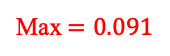 Max = 0.091